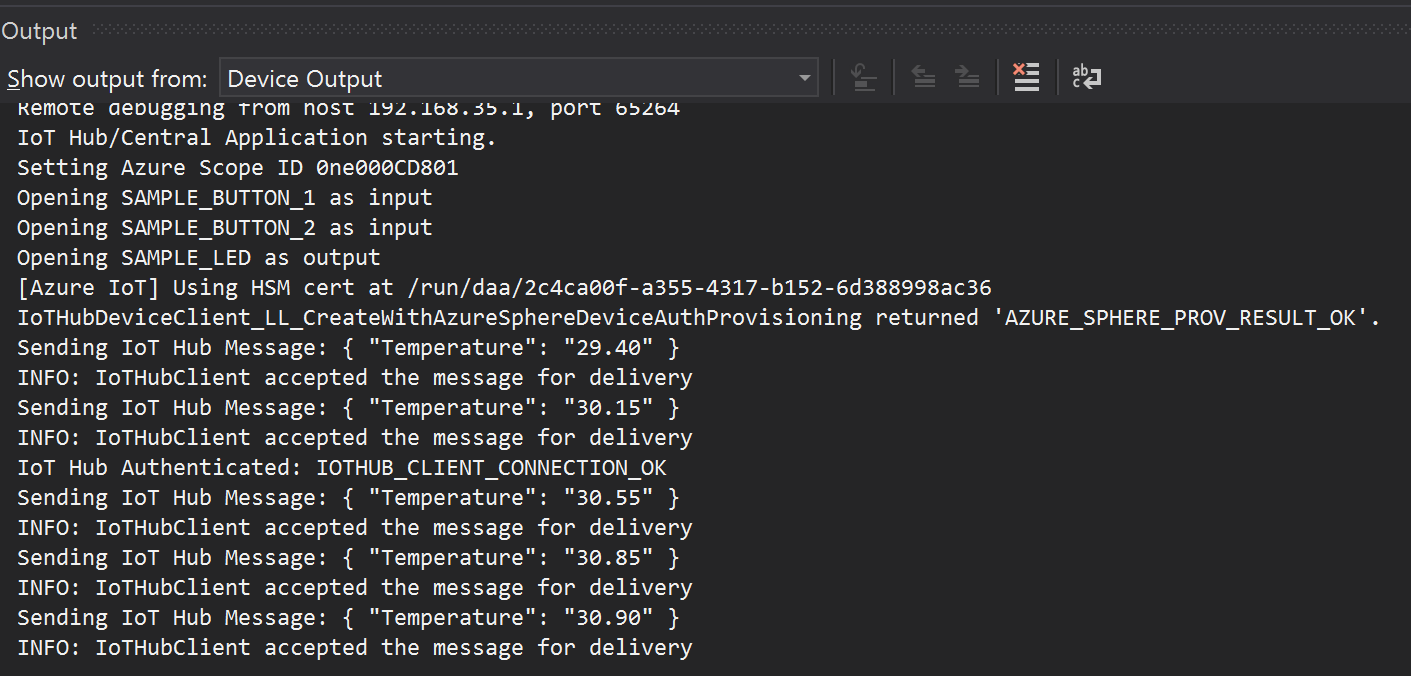 Output
Show output from: Device Output
Remote debugging from host 192.168.35.1, port 65264
IoT Hub/Central Application starting.
Setting Azure Scope ID 0ne000CD801
Opening SAMPLE_BUTTON_1 as input
Opening SAMPLE_BUTTON_2 as input
Opening SAMPLE_LED as output
[Azure IoT] Using HSM cert at /run/daa/2c4ca00f-a355-4317-b152-6d388998ac36
IoTHubDeviceClient_LL_CreateWithAzureSphereDeviceAuthProvisioning returned 'AZURE_SPHERE_PROV_RESULT_OK'.
Sending IoT Hub Message: { "Temperature": "29.40" }
INFO: IoTHubClient accepted the message for delivery
Sending IoT Hub Message: { "Temperature": "30.15" }
INFO: IoTHubClient accepted the message for delivery
IoT Hub Authenticated: IOTHUB_CLIENT_CONNECTION_OK
Sending IoT Hub Message: { "Temperature": "30.55" }
INFO: IoTHubClient accepted the message for delivery
Sending IoT Hub Message: { "Temperature": "30.85" }
INFO: IoTHubClient accepted the message for delivery
Sending IoT Hub Message: { "Temperature": "30.90" }
INFO: IoTHubClient accepted the message for delivery